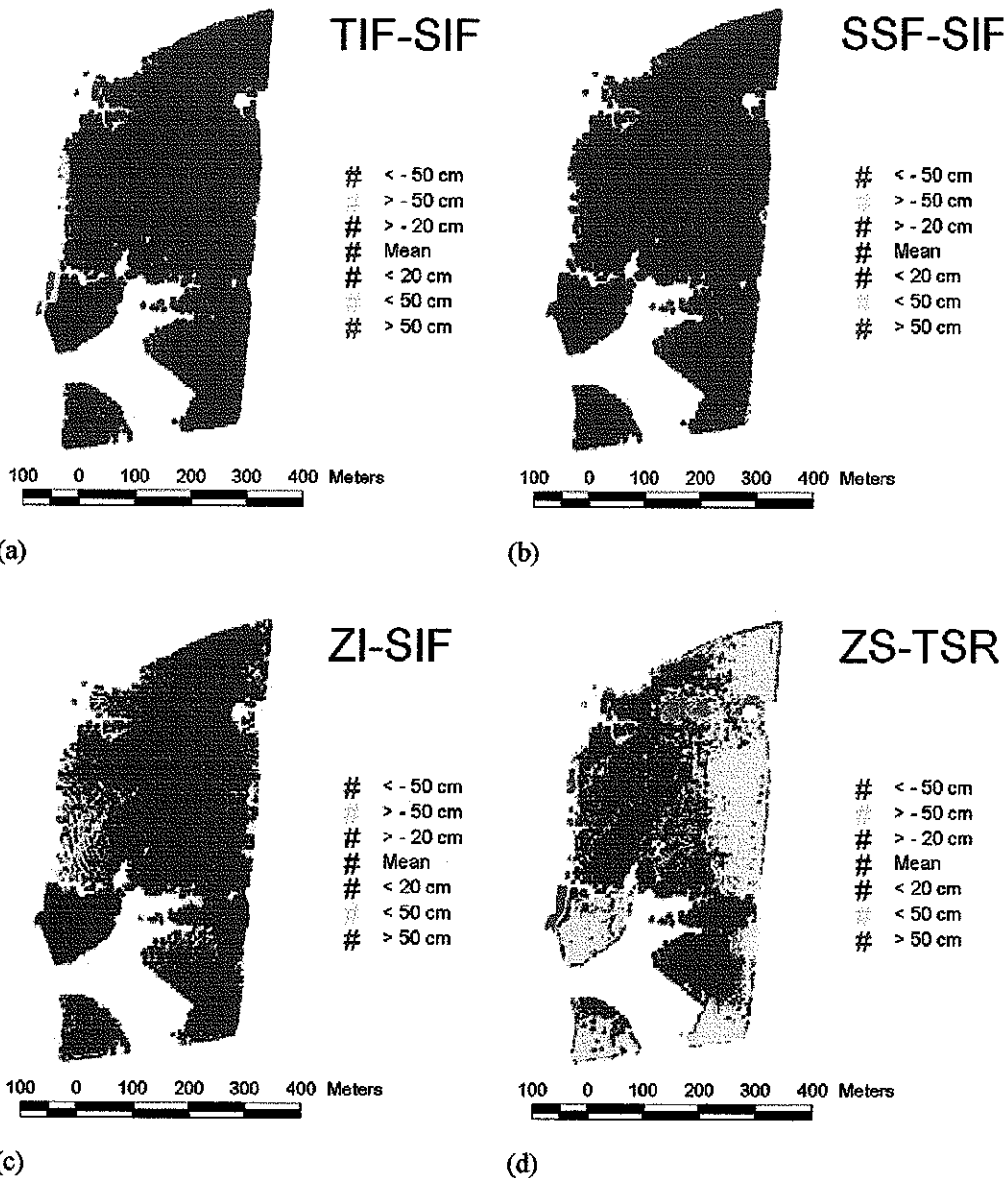 TIF-SIF
# < - 50 cm
# > - 50 cm
# > - 20 cm
# Mean
# < 20 cm
# < 50 cm
# > 50 cm
100 0 100 200 300 400 Meters
(a)
SSF-SIF
# < - 50 cm
# > - 50 cm
# > - 20 cm
# Mean
# < 20 cm
# < 50 cm
# > 50 cm
100 0 100 200 300 400 Meters
(b)
ZI-SIF
# < - 50 cm
# > - 50 cm
# > - 20 cm
# Mean
# < 20 cm
# < 50 cm
# > 50 cm
100 0 100 200 300 400 Meters
(c)
ZS-TSR
# < - 50 cm
# > - 50 cm
# > - 20 cm
# Mean
# < 20 cm
# < 50 cm
# > 50 cm
100 0 100 200 300 400 Meters
(d)